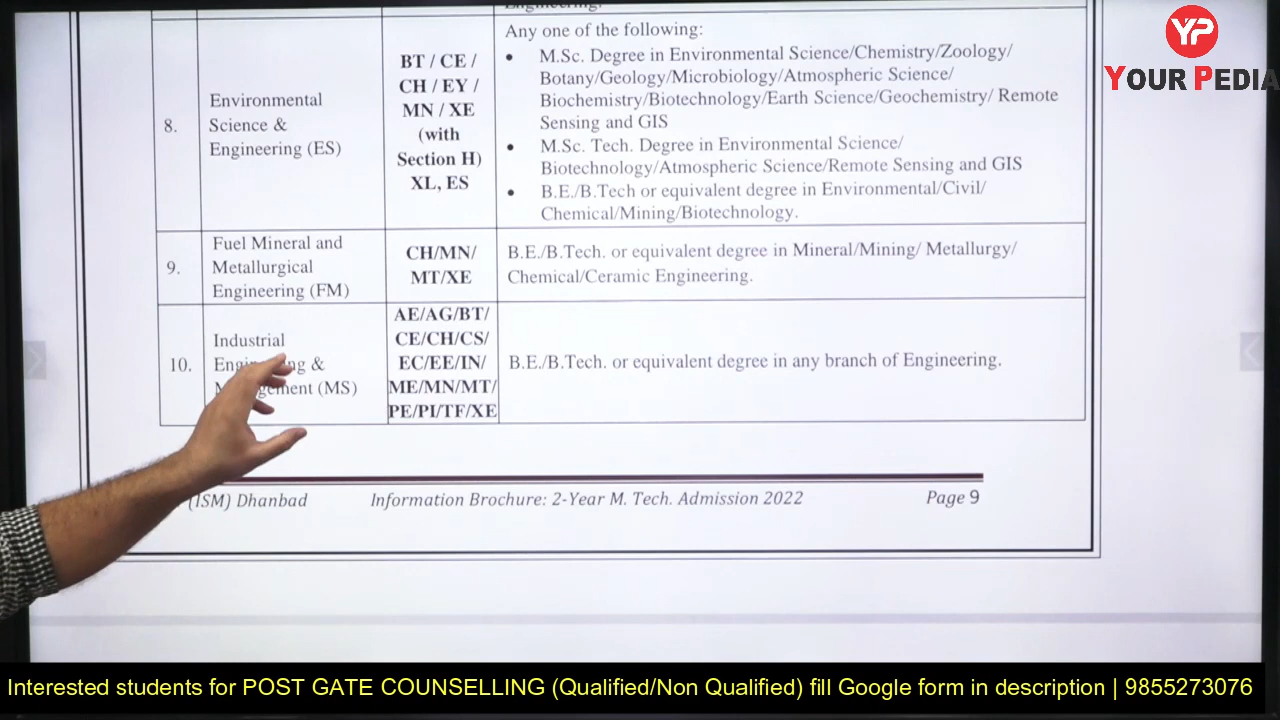 Engineering.
YP
YOUR PEDIA
8.
Environmental
Science &
Engineering (ES)
BT / CE /
CH / EY /
MN / XE
(with
Section H)
XL, ES
Any one of the following:
• M.Sc. Degree in Environmental Science/Chemistry/Zoology/
Botany/Geology/Microbiology/Atmospheric Science/
Biochemistry/Biotechnology/Earth Science/Geochemistry/ Remote
Sensing and GIS
• M.Sc. Tech. Degree in Environmental Science/
Biotechnology/Atmospheric Science/Remote Sensing and GIS
• B.E./B.Tech or equivalent degree in Environmental/Civil/
Chemical/Mining/Biotechnology.
9.
Fuel Mineral and
Metallurgical
Engineering (FM)
CH/MN/
MT/XE
B.E./B.Tech. or equivalent degree in Mineral/Mining/ Metallurgy/
Chemical/Ceramic Engineering.
10.
Industrial
Engineering &
Management (MS)
AE/AG/BT/
CE/CH/CS/
EC/EE/IN/
ME/MN/MT/
PE/PI/TF/XE
B.E./B.Tech. or equivalent degree in any branch of Engineering.
(ISM) Dhanbad Information Brochure: 2-Year M. Tech. Admission 2022 Page 9
Interested students for POST GATE COUNSELLING (Qualified/Non Qualified) fill Google form in description | 9855273076